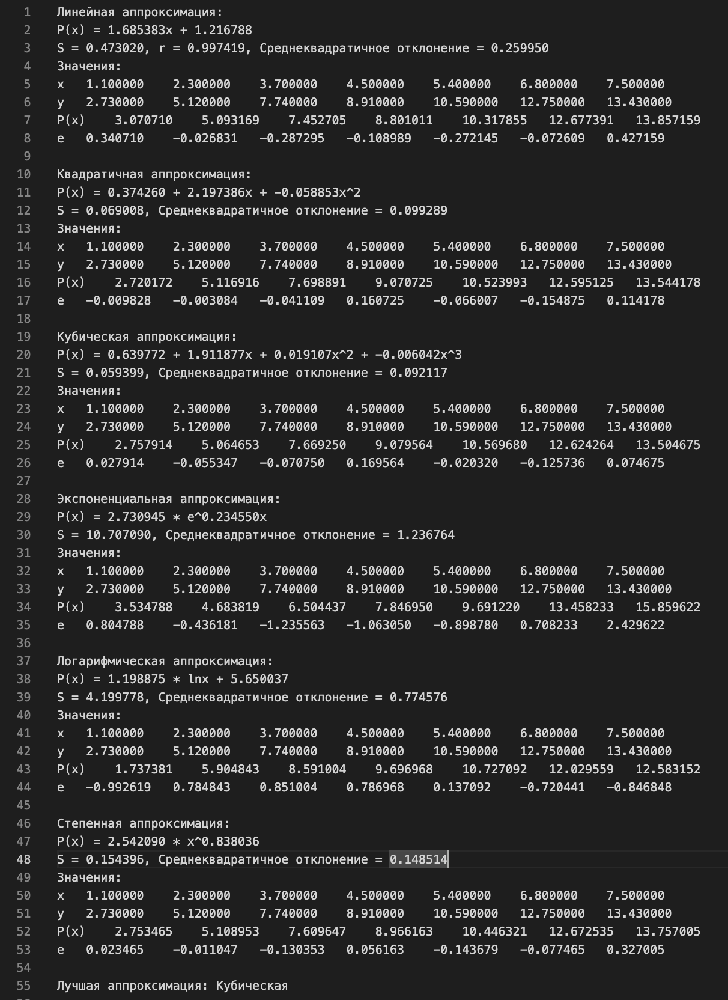 1 Линейная аппроксимация:
2 P(x) = 1.685383x + 1.216788
3 S = 0.473020, r = 0.997419, Среднеквадратичное отклонение = 0.259950
4 Значения:
5 x 1.100000 2.300000 3.700000 4.500000 5.400000 6.800000 7.500000
6 y 2.730000 5.120000 7.740000 8.910000 10.590000 12.750000 13.430000
7 P(x) 3.070710 5.093169 7.452705 8.801011 10.317855 12.677391 13.857159
8 e 0.340710 -0.026831 -0.287295 -0.108989 -0.272145 -0.072609 0.427159
9
10 Квадратичная аппроксимация:
11 P(x) = 0.374260 + 2.197386x + -0.058853x^2
12 S = 0.069008, Среднеквадратичное отклонение = 0.099289
13 Значения:
14 x 1.100000 2.300000 3.700000 4.500000 5.400000 6.800000 7.500000
15 y 2.730000 5.120000 7.740000 8.910000 10.590000 12.750000 13.430000
16 P(x) 2.720172 5.116916 7.698891 9.070725 10.523993 12.595125 13.544178
17 e -0.009828 -0.003084 -0.041109 0.160725 -0.066007 -0.154875 0.114178
18
19 Кубическая аппроксимация:
20 P(x) = 0.639772 + 1.911877x + 0.019107x^2 + -0.006042x^3
21 S = 0.059399, Среднеквадратичное отклонение = 0.092117
22 Значения:
23 x 1.100000 2.300000 3.700000 4.500000 5.400000 6.800000 7.500000
24 y 2.730000 5.120000 7.740000 8.910000 10.590000 12.750000 13.430000
25 P(x) 2.757914 5.064653 7.669250 9.079564 10.569680 12.624264 13.504675
26 e 0.027914 -0.055347 -0.070750 0.169564 -0.020320 -0.125736 0.074675
27
28 Экспоненциальная аппроксимация:
29 P(x) = 2.730945 * e^0.234550x
30 S = 10.707090, Среднеквадратичное отклонение = 1.236764
31 Значения:
32 x 1.100000 2.300000 3.700000 4.500000 5.400000 6.800000 7.500000
33 y 2.730000 5.120000 7.740000 8.910000 10.590000 12.750000 13.430000
34 P(x) 3.534788 4.683819 6.504437 7.846950 9.691220 13.458233 15.859622
35 e 0.804788 -0.436181 -1.235563 -1.063050 -0.898780 0.708233 2.429622
36
37 Логарифмическая аппроксимация:
38 P(x) = 1.198875 * lnx + 5.650037
39 S = 4.199778, Среднеквадратичное отклонение = 0.774576
40 Значения:
41 x 1.100000 2.300000 3.700000 4.500000 5.400000 6.800000 7.500000
42 y 2.730000 5.120000 7.740000 8.910000 10.590000 12.750000 13.430000
43 P(x) 1.737381 5.904843 8.591004 9.696968 10.727092 12.029559 12.583152
44 e -0.992619 0.784843 0.851004 0.786968 0.137092 -0.720441 -0.846848
45
46 Степенная аппроксимация:
47 P(x) = 2.542090 * x^0.838036
48 S = 0.154396, Среднеквадратичное отклонение = 0.148514
49 Значения:
50 x 1.100000 2.300000 3.700000 4.500000 5.400000 6.800000 7.500000
51 y 2.730000 5.120000 7.740000 8.910000 10.590000 12.750000 13.430000
52 P(x) 2.753465 5.108953 7.609647 8.966163 10.446321 12.672535 13.757005
53 e 0.023465 -0.011047 -0.130353 0.056163 -0.143679 -0.077465 0.327005
54
55 Лучшая аппроксимация: Кубическая